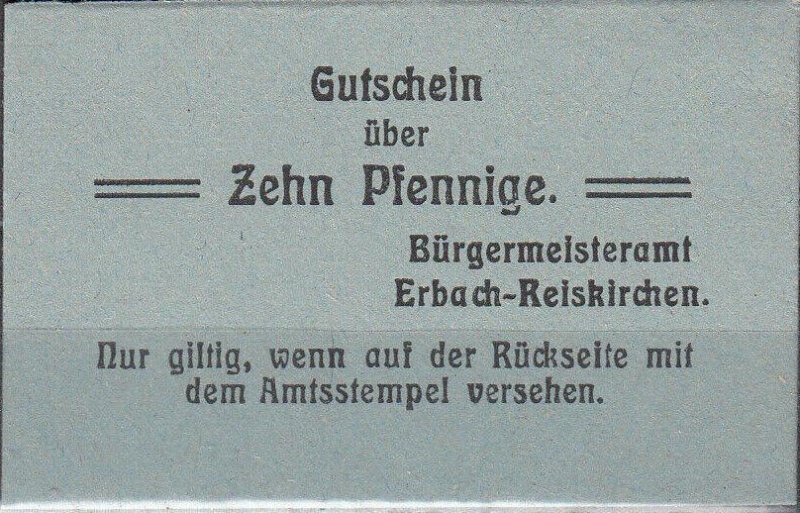 Gutschein
über
Zehn Pfennige.
Bürgermeisteramt
Erbach-Reiskirchen.
Nur giltig, wenn auf der Rückseite mit
dem Amtsstempel versehen.